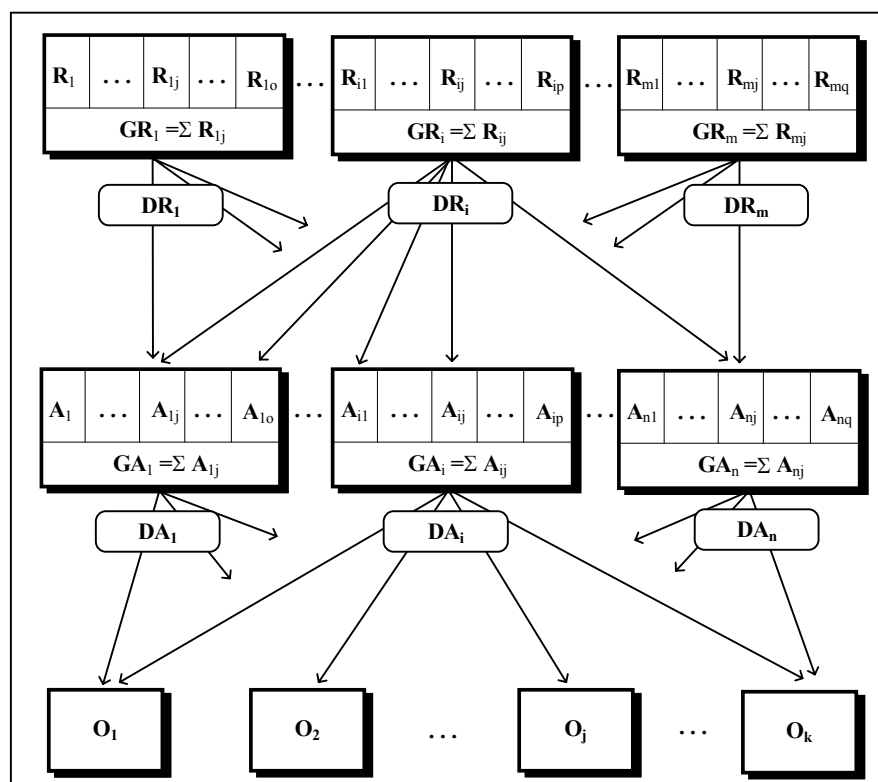 R₁ ... R₁ⱼ ... R₁ₒ ... Rᵢ₁ ... Rᵢⱼ ... Rᵢₚ ... Rₘ₁ ... Rₘⱼ ... Rₘq
GR₁ =Σ R₁ⱼ GRᵢ =Σ Rᵢⱼ GRₘ =Σ Rₘⱼ
DR₁ DRᵢ DRₘ
A₁ ... A₁ⱼ ... A₁ₒ ... Aᵢ₁ ... Aᵢⱼ ... Aᵢₚ ... Aₙ₁ ... Aₙⱼ ... Aₙq
GA₁ =Σ A₁ⱼ GAᵢ =Σ Aᵢⱼ GAₙ =Σ Aₙⱼ
DA₁ DAᵢ DAₙ
O₁ O₂ ... Oⱼ ... Oₖ